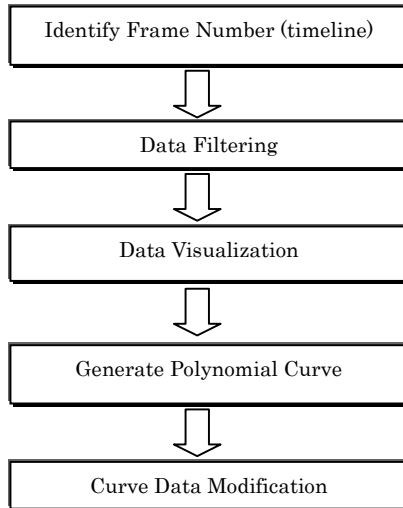 Identify Frame Number (timeline)
Data Filtering
Data Visualization
Generate Polynomial Curve
Curve Data Modification